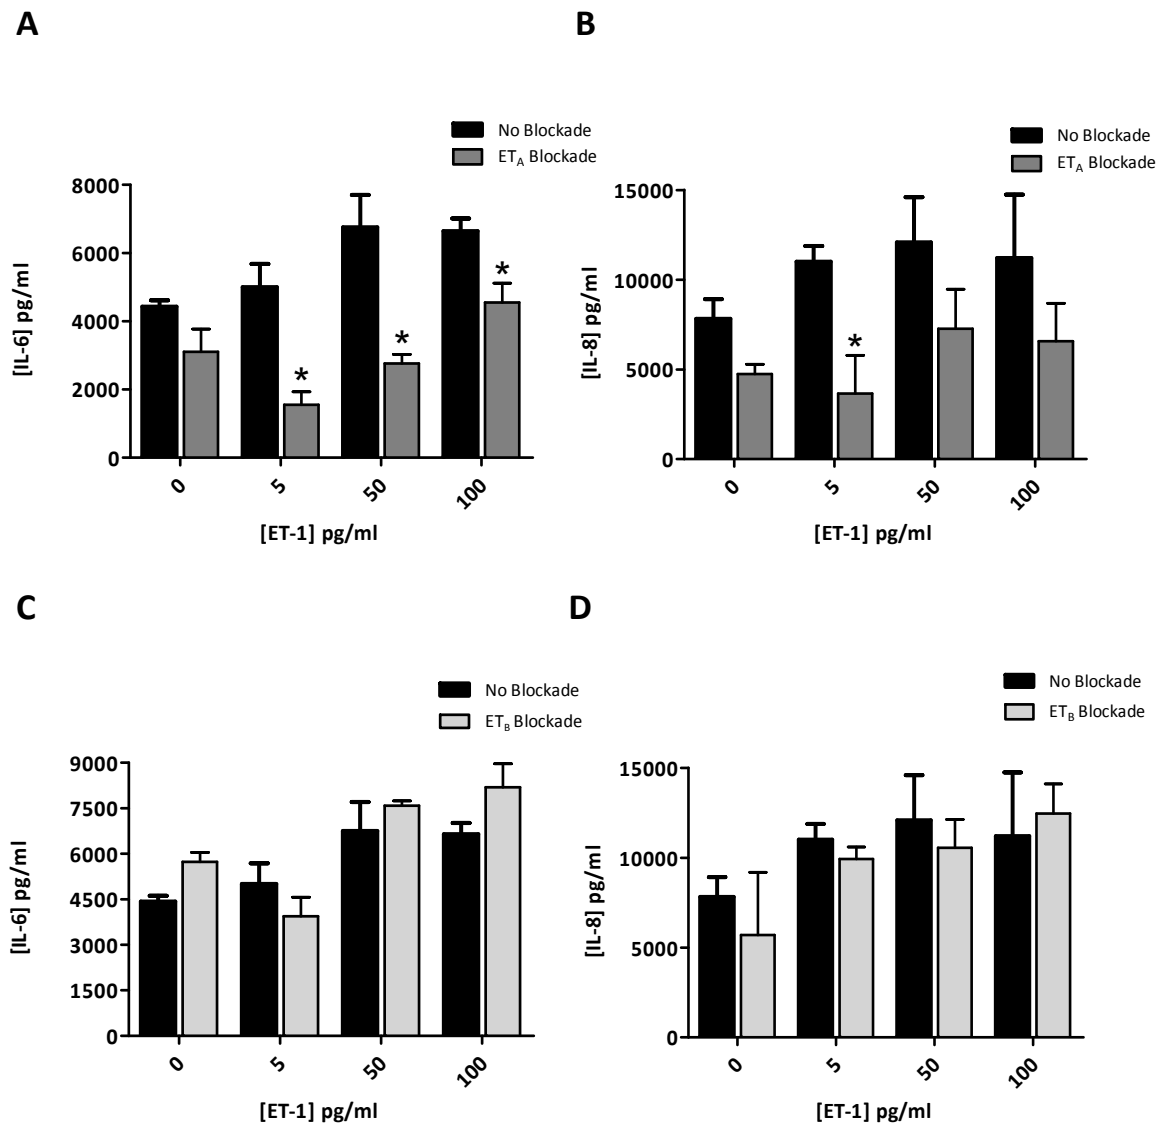 A
B
No Blockade
ETA Blockade
No Blockade
ETA Blockade
8000
6000
4000
2000
0
[IL-6] pg/ml
*
*
*
0
5
50
100
[ET-1] pg/ml
15000
10000
5000
0
[IL-8] pg/ml
*
0
5
50
100
[ET-1] pg/ml
C
D
No Blockade
ETB Blockade
No Blockade
ETB Blockade
9000
7500
6000
4500
3000
1500
0
[IL-6] pg/ml
0
5
50
100
[ET-1] pg/ml
15000
10000
5000
0
[IL-8] pg/ml
0
5
50
100
[ET-1] pg/ml